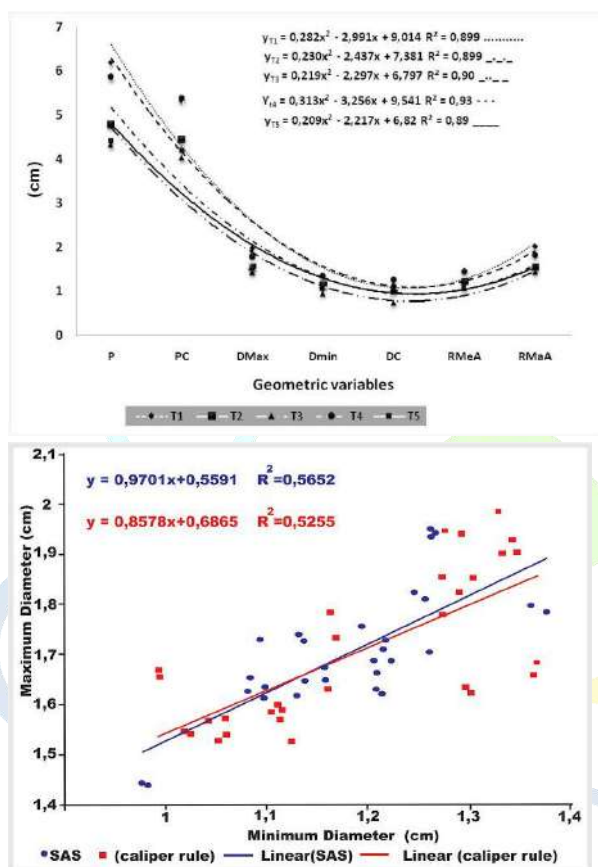 7
6
5
4
3
2
1
0
(cm)
yT1 = 0,282x² - 2,991x + 9,014 R² = 0,899 ...........
yT2 = 0,230x² - 2,437x + 7,381 R² = 0,899 _._._
yT3 = 0,219x² - 2,297x + 6,797 R² = 0,90 _.._ _
Yt4 = 0,313x² - 3,256x + 9,541 R² = 0,93 - - -
yT5 = 0,209x² - 2,217x + 6,82 R² = 0,89 ____
P PC DMax Dmin DC RMeA RMaA
Geometric variables
T1 T2 T3 T4 T5
2,1
2
1,9
1,8
1,7
1,6
1,5
1,4
Maximum Diameter (cm)
y = 0,9701x+0,5591 R²=0,5652
y = 0,8578x+0,6865 R²=0,5255
1 1,1 1,2 1,3 1,4
Minimum Diameter (cm)
SAS (caliper rule) Linear(SAS) Linear (caliper rule)